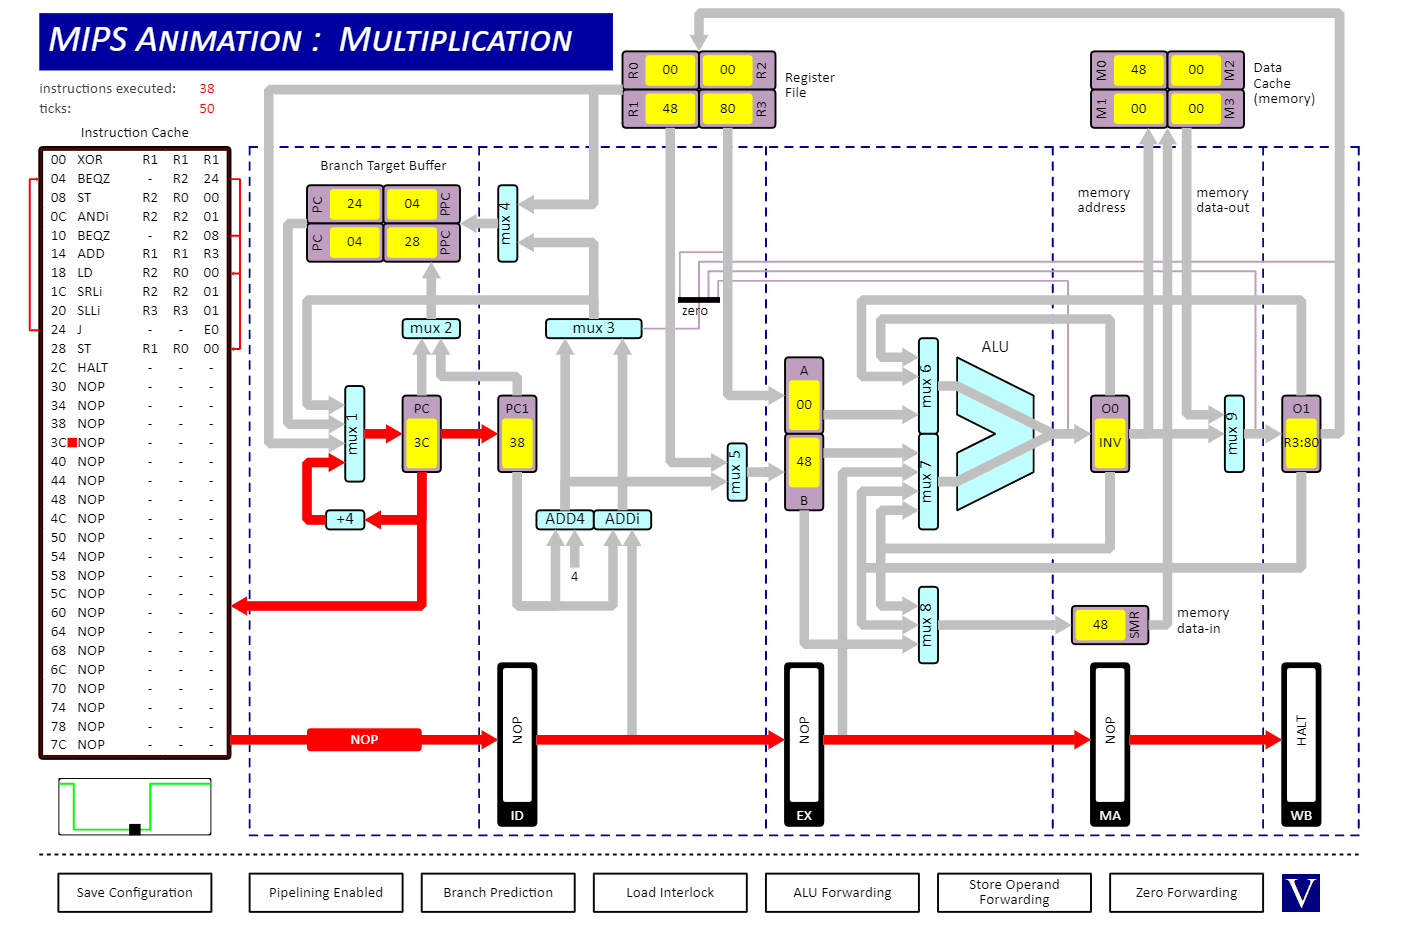 MIPS ANIMATION : MULTIPLICATION
instructions executed: 38
ticks: 50
Instruction Cache
00 XOR R1 R1 R1
04 BEQZ - R2 24
08 ST R2 R0 00
0C ANDi R2 R2 01
10 BEQZ - R2 08
14 ADD R1 R1 R3
18 LD R2 R0 00
1C SRLi R2 R2 01
20 SLLi R3 R3 01
24 J - - E0
28 ST R1 R0 00
2C HALT - - -
30 NOP - - -
34 NOP - - -
38 NOP - - -
3C NOP - - -
40 NOP - - -
44 NOP - - -
48 NOP - - -
4C NOP - - -
50 NOP - - -
54 NOP - - -
58 NOP - - -
5C NOP - - -
60 NOP - - -
64 NOP - - -
68 NOP - - -
6C NOP - - -
70 NOP - - -
74 NOP - - -
78 NOP - - -
7C NOP - - -
R0 00 00 R2
R1 48 80 R3
Register
File
M0 48 00 M2
M1 00 00 M3
Data
Cache
(memory)
Branch Target Buffer
PC 24 04 PPC
PC 04 28 PPC
mux 4
memory
address
memory
data-out
zero
mux 2
mux 3
mux 1
PC
3C
PC1
38
+4
ADD4
ADDi
4
mux 5
A
00
48
B
mux 6
mux 7
ALU
mux 8
O0
INV
mux 9
O1
R3:80
48 SMR
memory
data-in
NOP
NOP
ID
NOP
EX
NOP
MA
HALT
WB
Save Configuration
Pipelining Enabled
Branch Prediction
Load Interlock
ALU Forwarding
Store Operand
Forwarding
Zero Forwarding
V